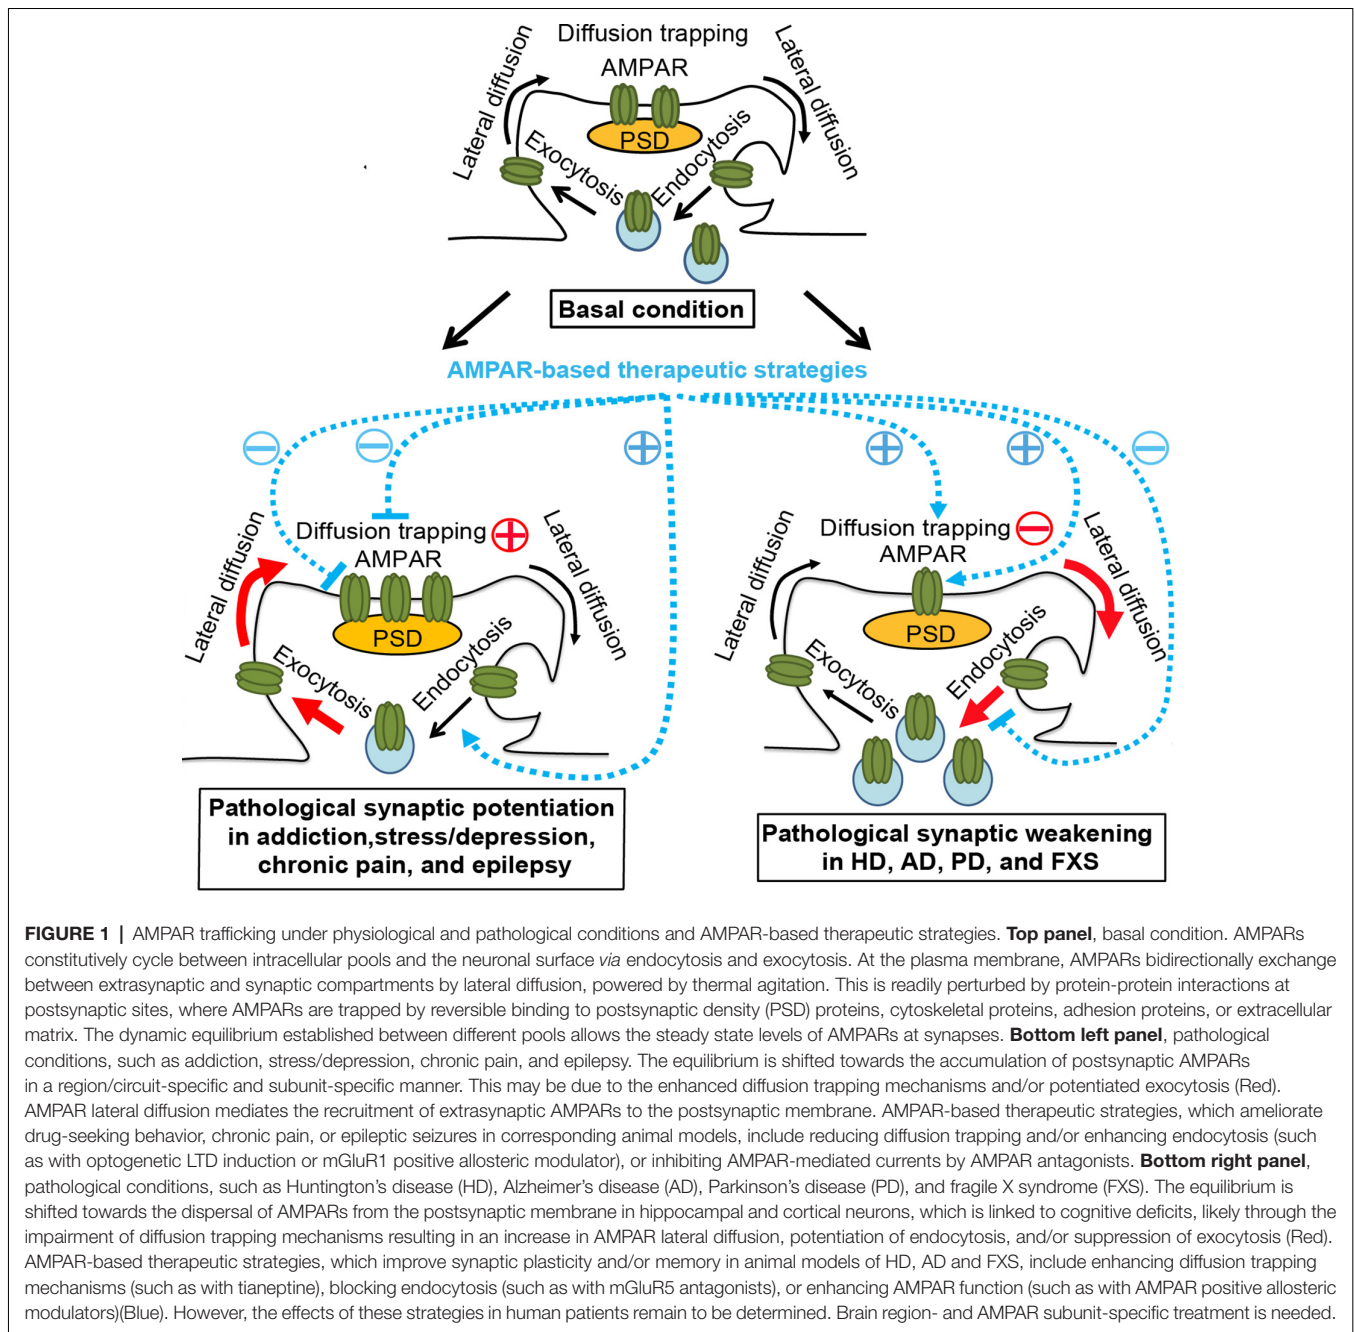 Diffusion trapping
AMPAR
Lateral diffusion
Lateral diffusion
PSD
Exocytosis
Endocytosis
Basal condition
AMPAR-based therapeutic strategies
Diffusion trapping
AMPAR
Lateral diffusion
Lateral diffusion
PSD
Exocytosis
Endocytosis
Pathological synaptic potentiation
in addiction,stress/depression,
chronic pain, and epilepsy
Diffusion trapping
AMPAR
Lateral diffusion
Lateral diffusion
PSD
Exocytosis
Endocytosis
Pathological synaptic weakening
in HD, AD, PD, and FXS
FIGURE 1 | AMPAR trafficking under physiological and pathological conditions and AMPAR-based therapeutic strategies. Top panel, basal condition. AMPARs
constitutively cycle between intracellular pools and the neuronal surface via endocytosis and exocytosis. At the plasma membrane, AMPARs bidirectionally exchange
between extrasynaptic and synaptic compartments by lateral diffusion, powered by thermal agitation. This is readily perturbed by protein-protein interactions at
postsynaptic sites, where AMPARs are trapped by reversible binding to postsynaptic density (PSD) proteins, cytoskeletal proteins, adhesion proteins, or extracellular
matrix. The dynamic equilibrium established between different pools allows the steady state levels of AMPARs at synapses. Bottom left panel, pathological
conditions, such as addiction, stress/depression, chronic pain, and epilepsy. The equilibrium is shifted towards the accumulation of postsynaptic AMPARs
in a region/circuit-specific and subunit-specific manner. This may be due to the enhanced diffusion trapping mechanisms and/or potentiated exocytosis (Red).
AMPAR lateral diffusion mediates the recruitment of extrasynaptic AMPARs to the postsynaptic membrane. AMPAR-based therapeutic strategies, which ameliorate
drug-seeking behavior, chronic pain, or epileptic seizures in corresponding animal models, include reducing diffusion trapping and/or enhancing endocytosis (such
as with optogenetic LTD induction or mGluR1 positive allosteric modulator), or inhibiting AMPAR-mediated currents by AMPAR antagonists. Bottom right panel,
pathological conditions, such as Huntington's disease (HD), Alzheimer's disease (AD), Parkinson's disease (PD), and fragile X syndrome (FXS). The equilibrium is
shifted towards the dispersal of AMPARs from the postsynaptic membrane in hippocampal and cortical neurons, which is linked to cognitive deficits, likely through the
impairment of diffusion trapping mechanisms resulting in an increase in AMPAR lateral diffusion, potentiation of endocytosis, and/or suppression of exocytosis (Red).
AMPAR-based therapeutic strategies, which improve synaptic plasticity and/or memory in animal models of HD, AD and FXS, include enhancing diffusion trapping
mechanisms (such as with tianeptine), blocking endocytosis (such as with mGluR5 antagonists), or enhancing AMPAR function (such as with AMPAR positive allosteric
modulators)(Blue). However, the effects of these strategies in human patients remain to be determined. Brain region- and AMPAR subunit-specific treatment is needed.